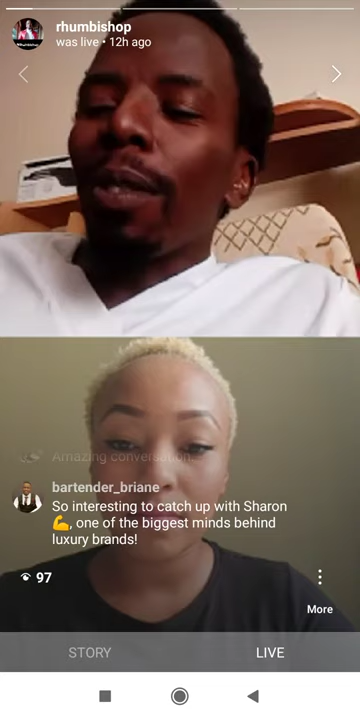 rhumbishop
was live • 12h ago
Amazing conversation
bartender_briane
So interesting to catch up with Sharon
💪, one of the biggest minds behind
luxury brands!
97
More
STORY
LIVE